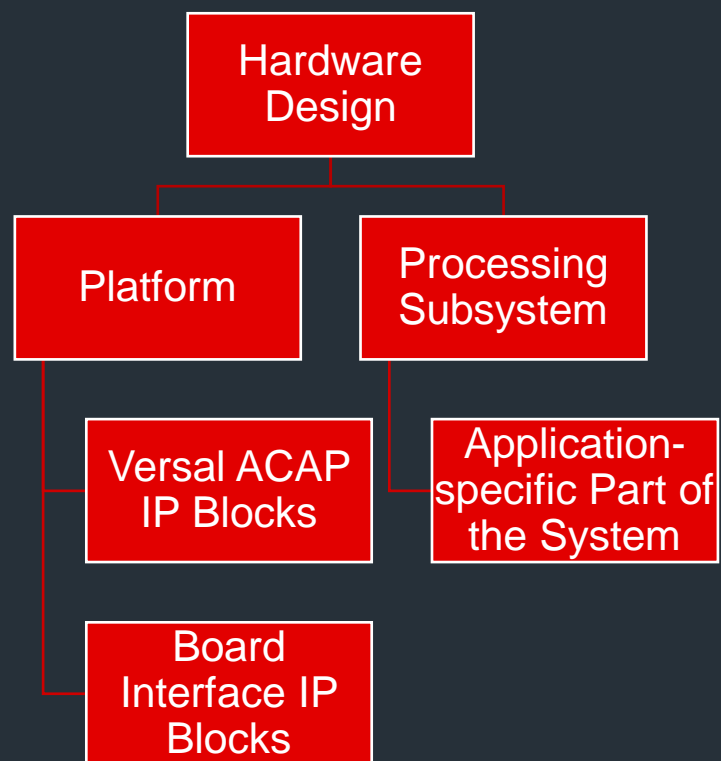 Hardware
Design
Platform
Processing
Subsystem
Versal ACAP
IP Blocks
Application-
specific Part of
the System
Board
Interface IP
Blocks